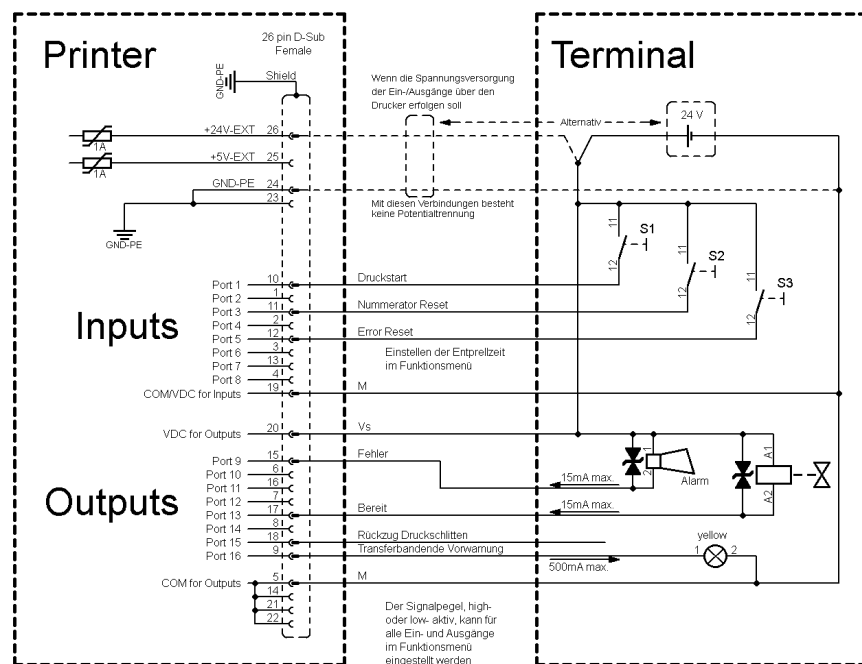 Printer
26 pin D-Sub
Female
Terminal
GND-PE
Shield
Wenn die Spannungsversorgung
der Ein-/Ausgänge über den
Drucker erfolgen soll
Alternativ
24 V
+24V-EXT 26
1A
+5V-EXT 25
1A
GND-PE 24
23
GND-PE
Mit diesen Verbindungen besteht
keine Potentialtrennung
11 S1 12
11 S2 12
11 S3 12
Inputs
Port 1 10 Druckstart
Port 2 1
Port 3 11 Nummerator Reset
Port 4 2
Port 5 12 Error Reset
Port 6 3
Port 7 13
Port 8 4
Einstellen der Entprellzeit
im Funktionsmenü
COM/VDC for Inputs 19 M
VDC for Outputs 20 Vs
Outputs
Port 9 15 Fehler
Port 10 6
Port 11 16
Port 12 7
Port 13 17 Bereit
Port 14 8
Port 15 18 Rückzug Druckschlitten
Port 16 9 Transferbandende Vorwarnung
1
2
Alarm
A1
A2
15mA max.
15mA max.
yellow
1 2
500mA max.
COM for Outputs 5 M
14
21
22
Der Signalpegel, high-
oder low- aktiv, kann für
alle Ein- und Ausgänge
im Funktionsmenü
eingestellt werden